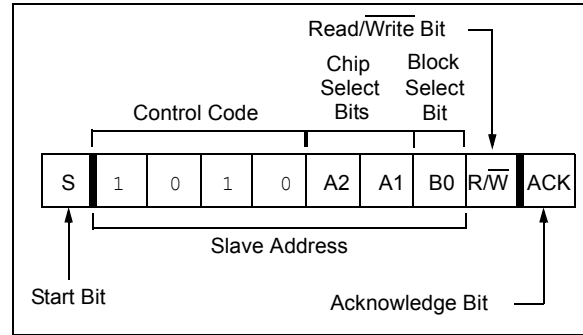 Read/Write Bit
Chip Select Bits
Block Select Bit
Control Code
S 1 0 1 0 A2 A1 B0 R/W ACK
Slave Address
Start Bit
Acknowledge Bit